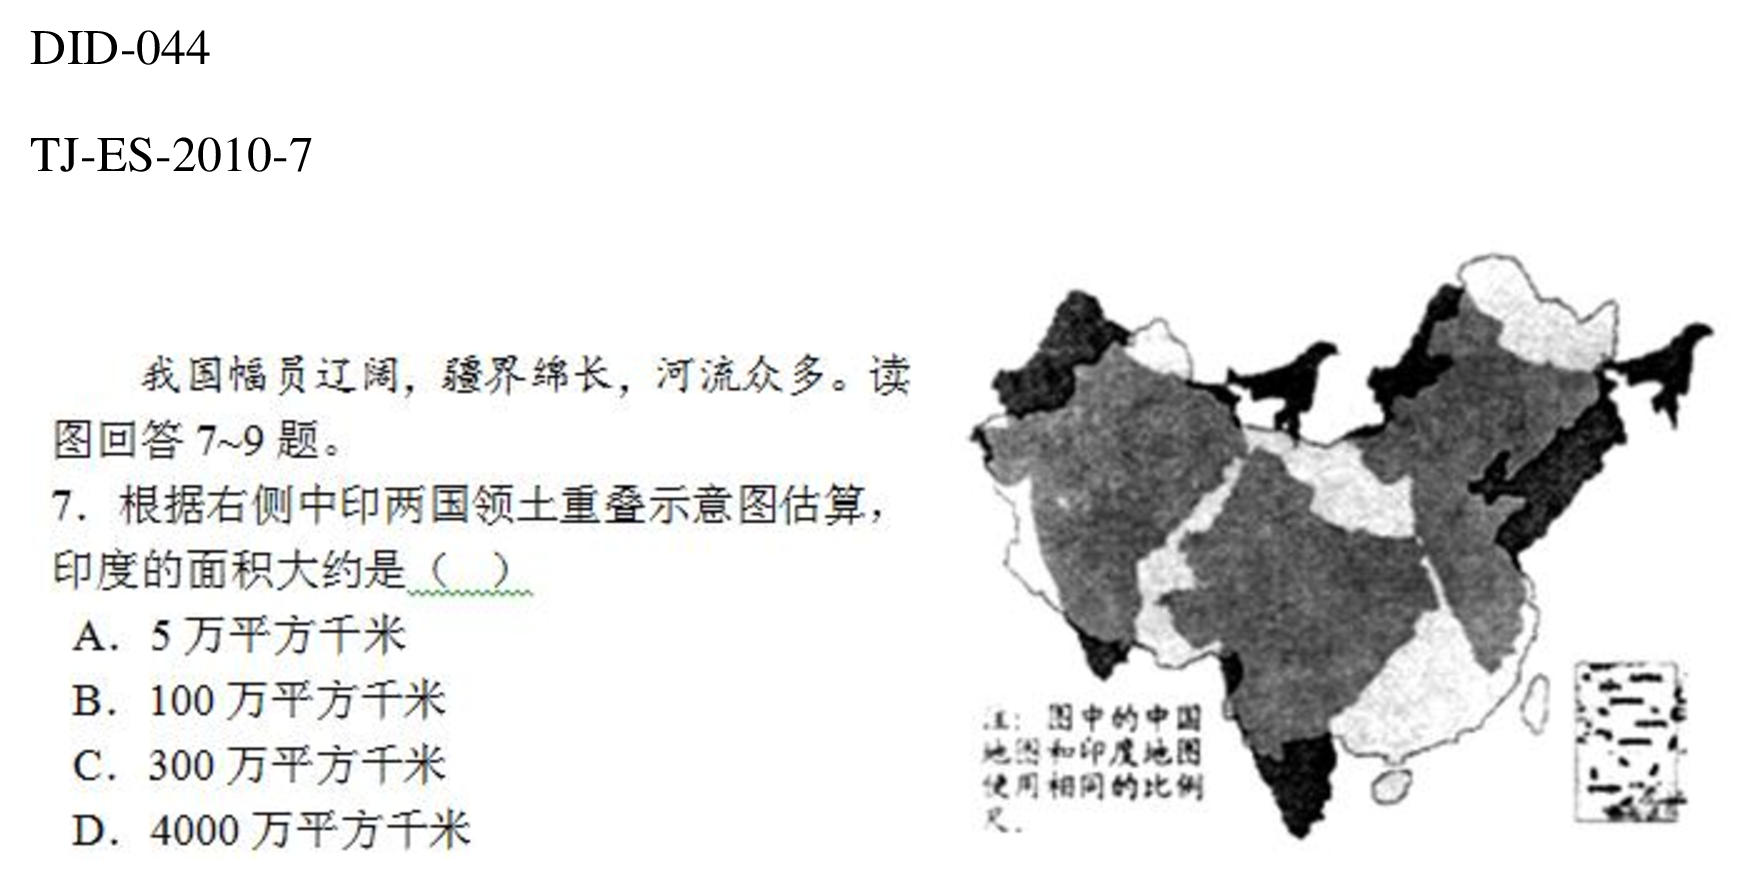 DID-044
TJ-ES-2010-7
我国幅员辽阔，疆界绵长，河流众多。读
图回答 7~9 题。
7．根据右侧中印两国领土重叠示意图估算，
印度的面积大约是（ ）
A．5 万平方千米
B．100 万平方千米
C．300 万平方千米
D．4000 万平方千米
注：图中的中国
地图和印度地图
使用相同的比例
尺.